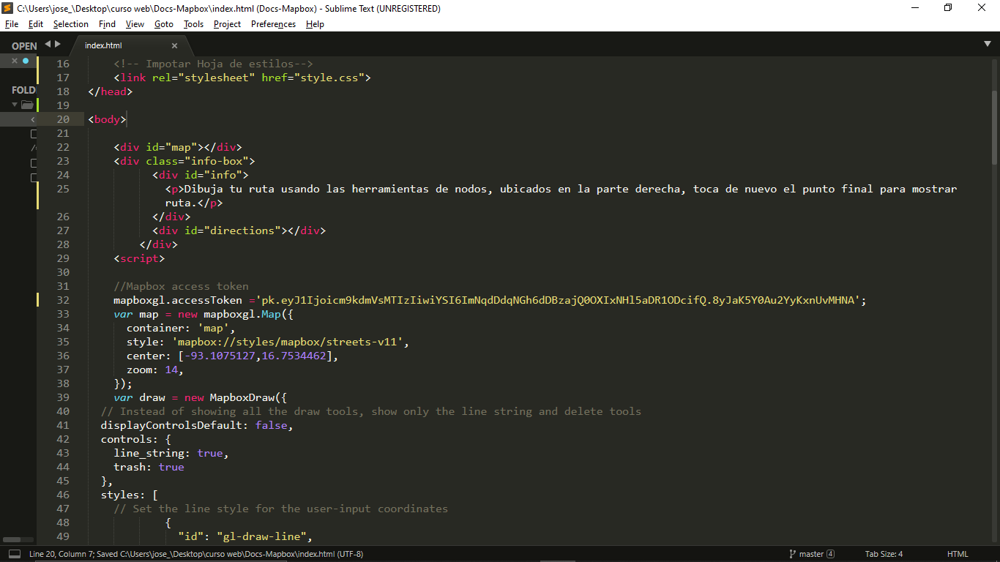 C:\Users\jose_\Desktop\curso web\Docs-Mapbox\index.html (Docs-Mapbox) - Sublime Text (UNREGISTERED)
File Edit Selection Find View Goto Tools Project Preferences Help
OPEN
index.html
FOLD
16 <!-- Impotar Hoja de estilos-->
17 <link rel="stylesheet" href="style.css">
18 </head>
19
20 <body>
21
22 <div id="map"></div>
23 <div class="info-box">
24 <div id="info">
25 <p>Dibuja tu ruta usando las herramientas de nodos, ubicados en la parte derecha, toca de nuevo el punto final para mostrar
ruta.</p>
26 </div>
27 <div id="directions"></div>
28 </div>
29 <script>
30
31 //Mapbox access token
32 mapboxgl.accessToken ='pk.eyJ1Ijoicm9kdmVsMTIzIiwiYSI6ImNqdDdqNGh6dDBzajQ0OXIxNHl5aDR1ODcifQ.8yJaK5Y0Au2YyKxnUvMHNA';
33 var map = new mapboxgl.Map({
34 container: 'map',
35 style: 'mapbox://styles/mapbox/streets-v11',
36 center: [-93.1075127,16.7534462],
37 zoom: 14,
38 });
39 var draw = new MapboxDraw({
40 // Instead of showing all the draw tools, show only the line string and delete tools
41 displayControlsDefault: false,
42 controls: {
43 line_string: true,
44 trash: true
45 },
46 styles: [
47 // Set the line style for the user-input coordinates
48 {
49 "id": "gl-draw-line",
Line 20, Column 7; Saved C:\Users\jose_\Desktop\curso web\Docs-Mapbox\index.html (UTF-8)
master 4
Tab Size: 4
HTML